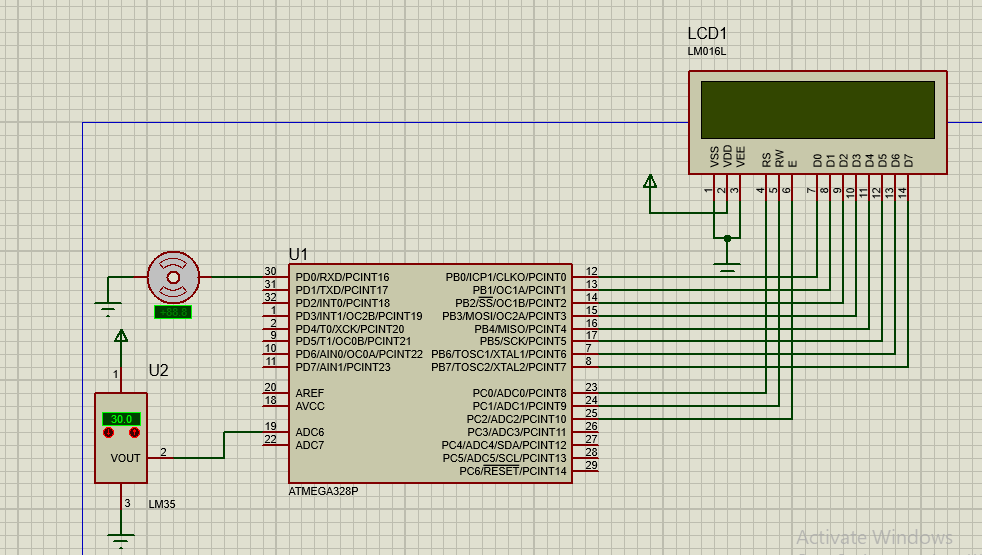 LCD1
LM016L
VSS
VDD
VEE
RS
RW
E
D0
D1
D2
D3
D4
D5
D6
D7
1
2
3
4
5
6
7
8
9
10
11
12
13
14
U1
30 PD0/RXD/PCINT16 PB0/ICP1/CLKO/PCINT0 12
31 PD1/TXD/PCINT17 PB1/OC1A/PCINT1 13
32 PD2/INT0/PCINT18 PB2/SS/OC1B/PCINT2 14
1 PD3/INT1/OC2B/PCINT19 PB3/MOSI/OC2A/PCINT3 15
2 PD4/T0/XCK/PCINT20 PB4/MISO/PCINT4 16
9 PD5/T1/OC0B/PCINT21 PB5/SCK/PCINT5 17
10 PD6/AIN0/OC0A/PCINT22 PB6/TOSC1/XTAL1/PCINT6 7
11 PD7/AIN1/PCINT23 PB7/TOSC2/XTAL2/PCINT7 8
20 AREF PC0/ADC0/PCINT8 23
18 AVCC PC1/ADC1/PCINT9 24
PC2/ADC2/PCINT10 25
19 ADC6 PC3/ADC3/PCINT11 26
22 ADC7 PC4/ADC4/SDA/PCINT12 27
PC5/ADC5/SCL/PCINT13 28
PC6/RESET/PCINT14 29
ATMEGA328P
+88.8
U2
1
30.0
VOUT
2
3
LM35
Activate Windows